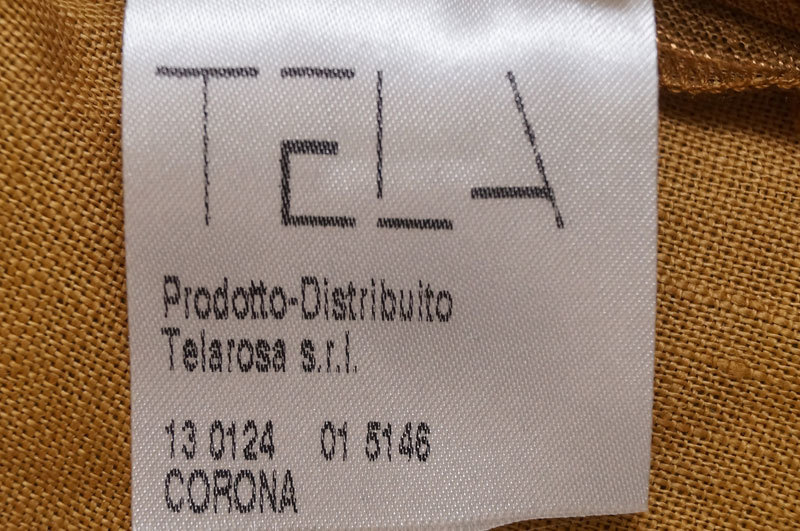 TELA
Prodotto-Distribuito
Telarosa s.r.l.
13 0124 01 5146
CORONA